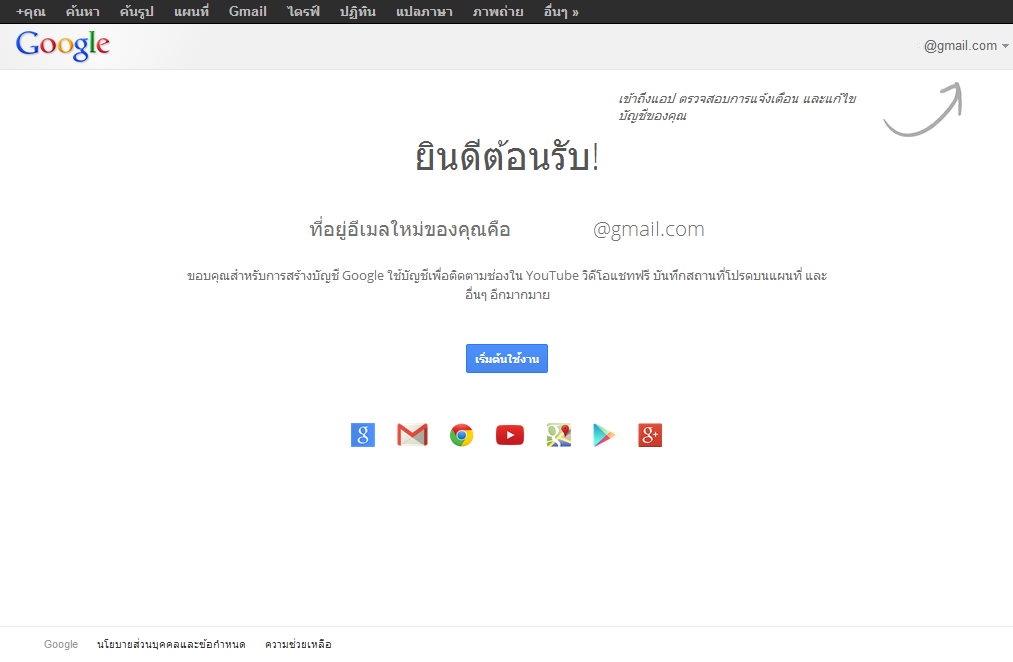 +คุณ ค้นหา ค้นรูป แผนที่ Gmail ไดรฟ์ ปฏิทิน แปลภาษา ภาพถ่าย อื่นๆ »
Google @gmail.com
เข้าถึงแอป ตรวจสอบการแจ้งเตือน และแก้ไข
บัญชีของคุณ
ยินดีต้อนรับ!
ที่อยู่อีเมลใหม่ของคุณคือ @gmail.com
ขอบคุณสำหรับการสร้างบัญชี Google ใช้บัญชีเพื่อติดตามช่องใน YouTube วิดีโอแชทฟรี บันทึกสถานที่โปรดบนแผนที่ และ
อื่นๆ อีกมากมาย
เริ่มต้นใช้งาน
Google นโยบายส่วนบุคคลและข้อกำหนด ความช่วยเหลือ